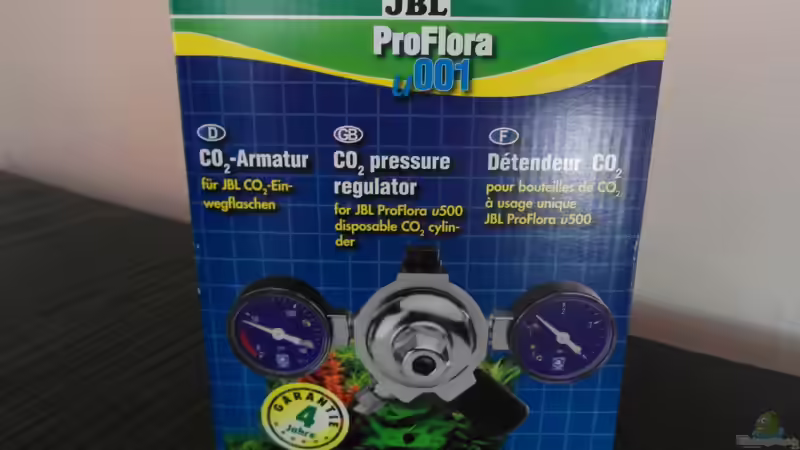 JBL
ProFlora
u001
D
CO2-Armatur
für JBL CO2-Ein-
wegflaschen
GB
CO2 pressure
regulator
for JBL ProFlora u500
disposable CO2 cylin-
der
F
Détendeur CO2
pour bouteilles de CO2
à usage unique
JBL ProFlora u500
GARANTIE
4
Jahre